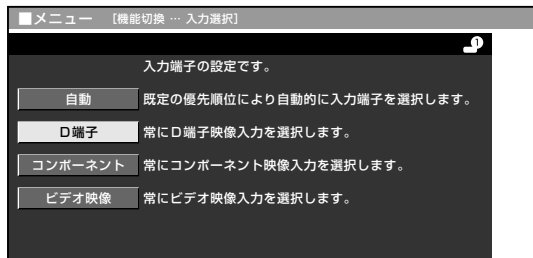 ■メニュー [機能切換 … 入力選択]
1
入力端子の設定です。
自動 既定の優先順位により自動的に入力端子を選択します。
D端子 常にD端子映像入力を選択します。
コンポーネント 常にコンポーネント映像入力を選択します。
ビデオ映像 常にビデオ映像入力を選択します。